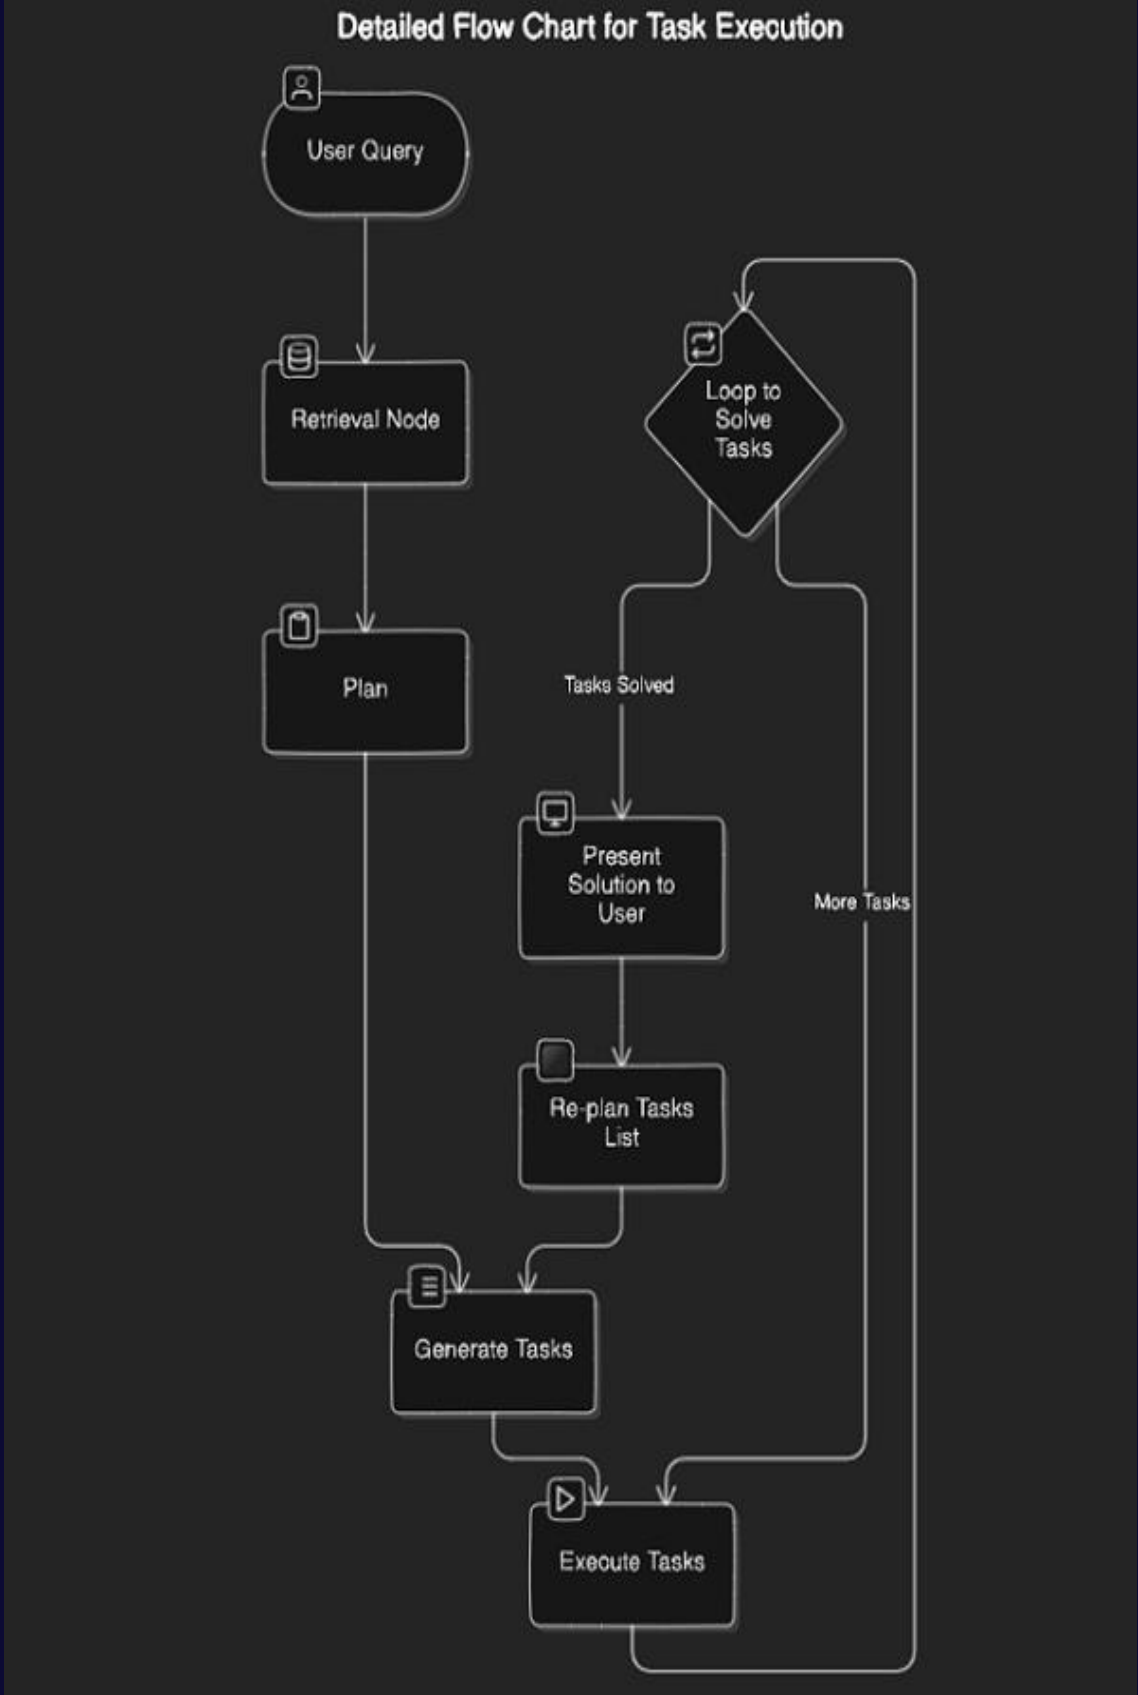 Detailed Flow Chart for Task Execution
User Query
Retrieval Node
Plan
Loop to
Solve
Tasks
Tasks Solved
Present
Solution to
User
More Tasks
Re-plan Tasks
List
Generate Tasks
Execute Tasks